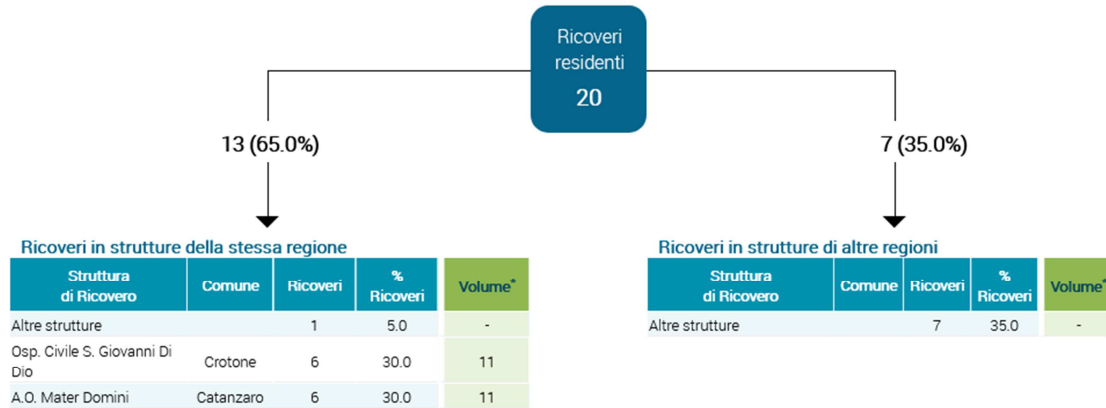 Ricoveri
residenti
20
13 (65.0%)
7 (35.0%)
Ricoveri in strutture della stessa regione
Struttura
di Ricovero
Comune
Ricoveri
%
Ricoveri
Volume*
Altre strutture 1 5.0 -
Osp. Civile S. Giovanni Di
Dio
Crotone 6 30.0 11
A.O. Mater Domini Catanzaro 6 30.0 11
Ricoveri in strutture di altre regioni
Struttura
di Ricovero
Comune
Ricoveri
%
Ricoveri
Volume*
Altre strutture 7 35.0 -